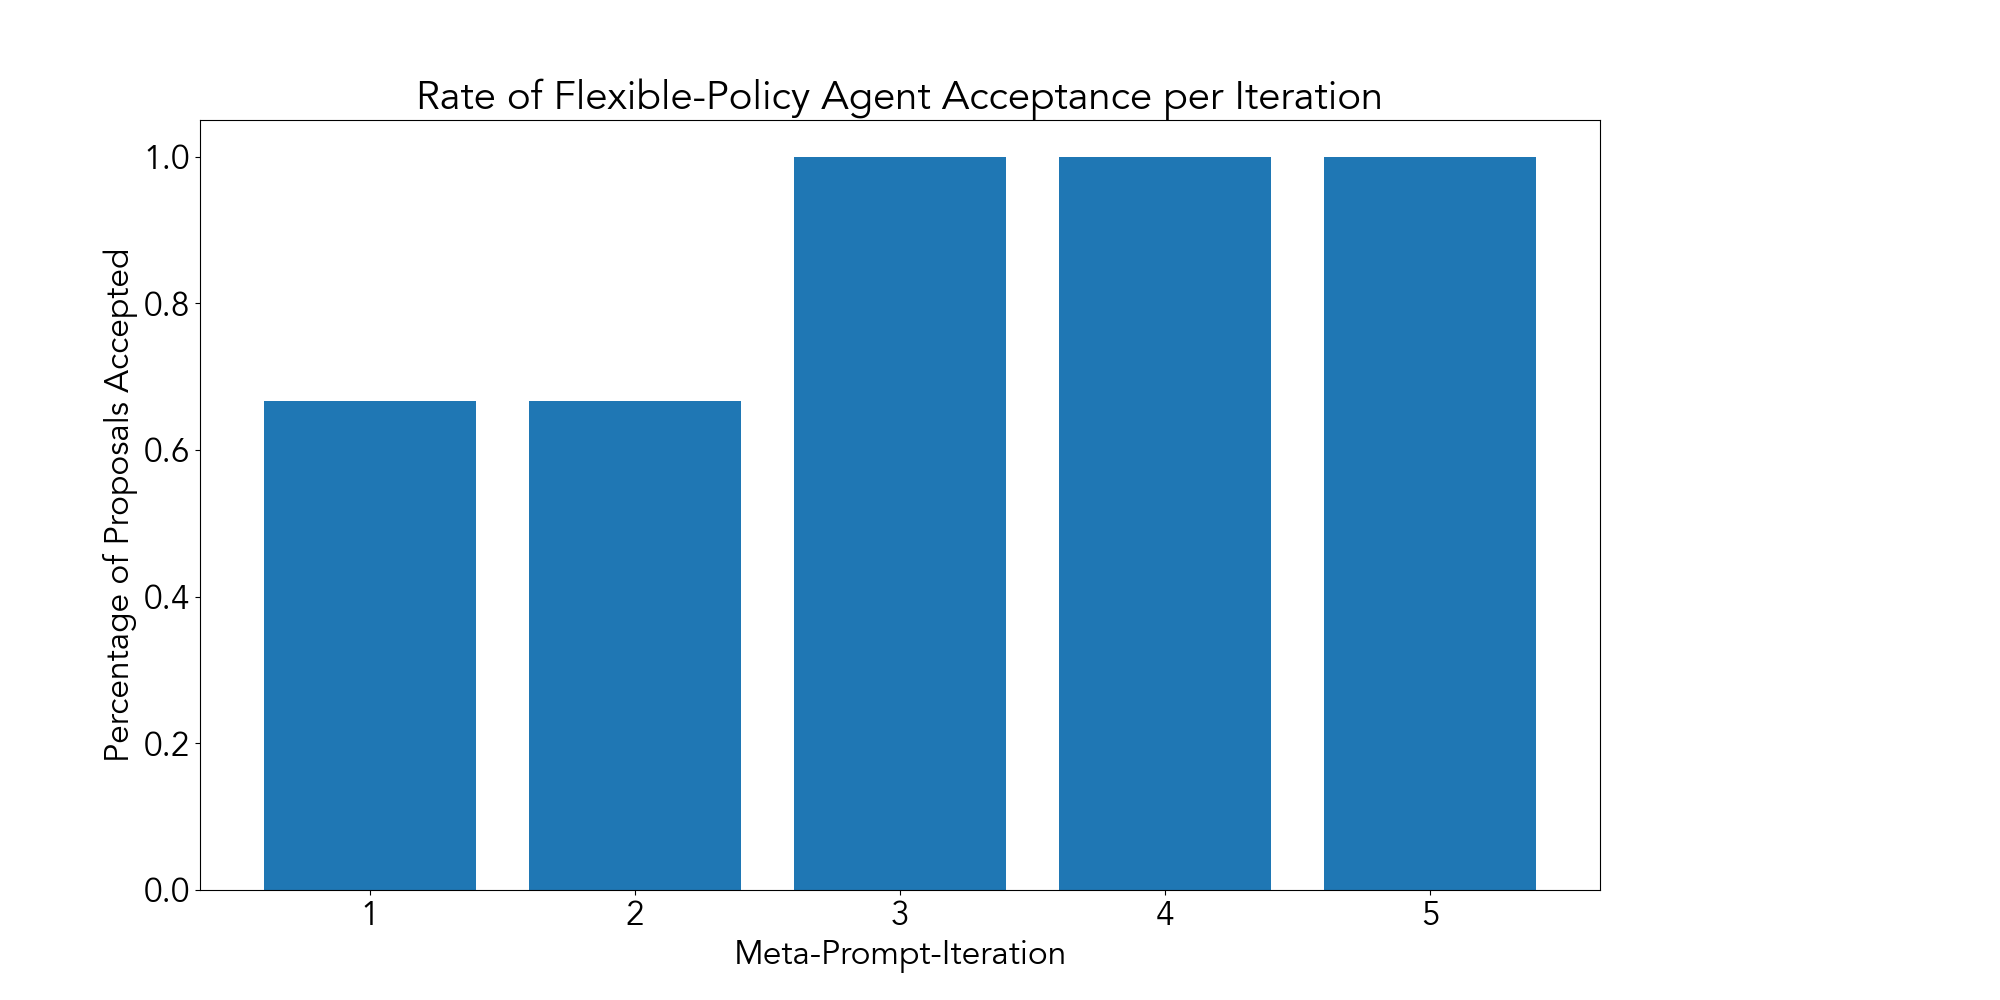 Rate of Flexible-Policy Agent Acceptance per Iteration
Percentage of Proposals Accepted
1.0
0.8
0.6
0.4
0.2
0.0
1 2 3 4 5
Meta-Prompt-Iteration